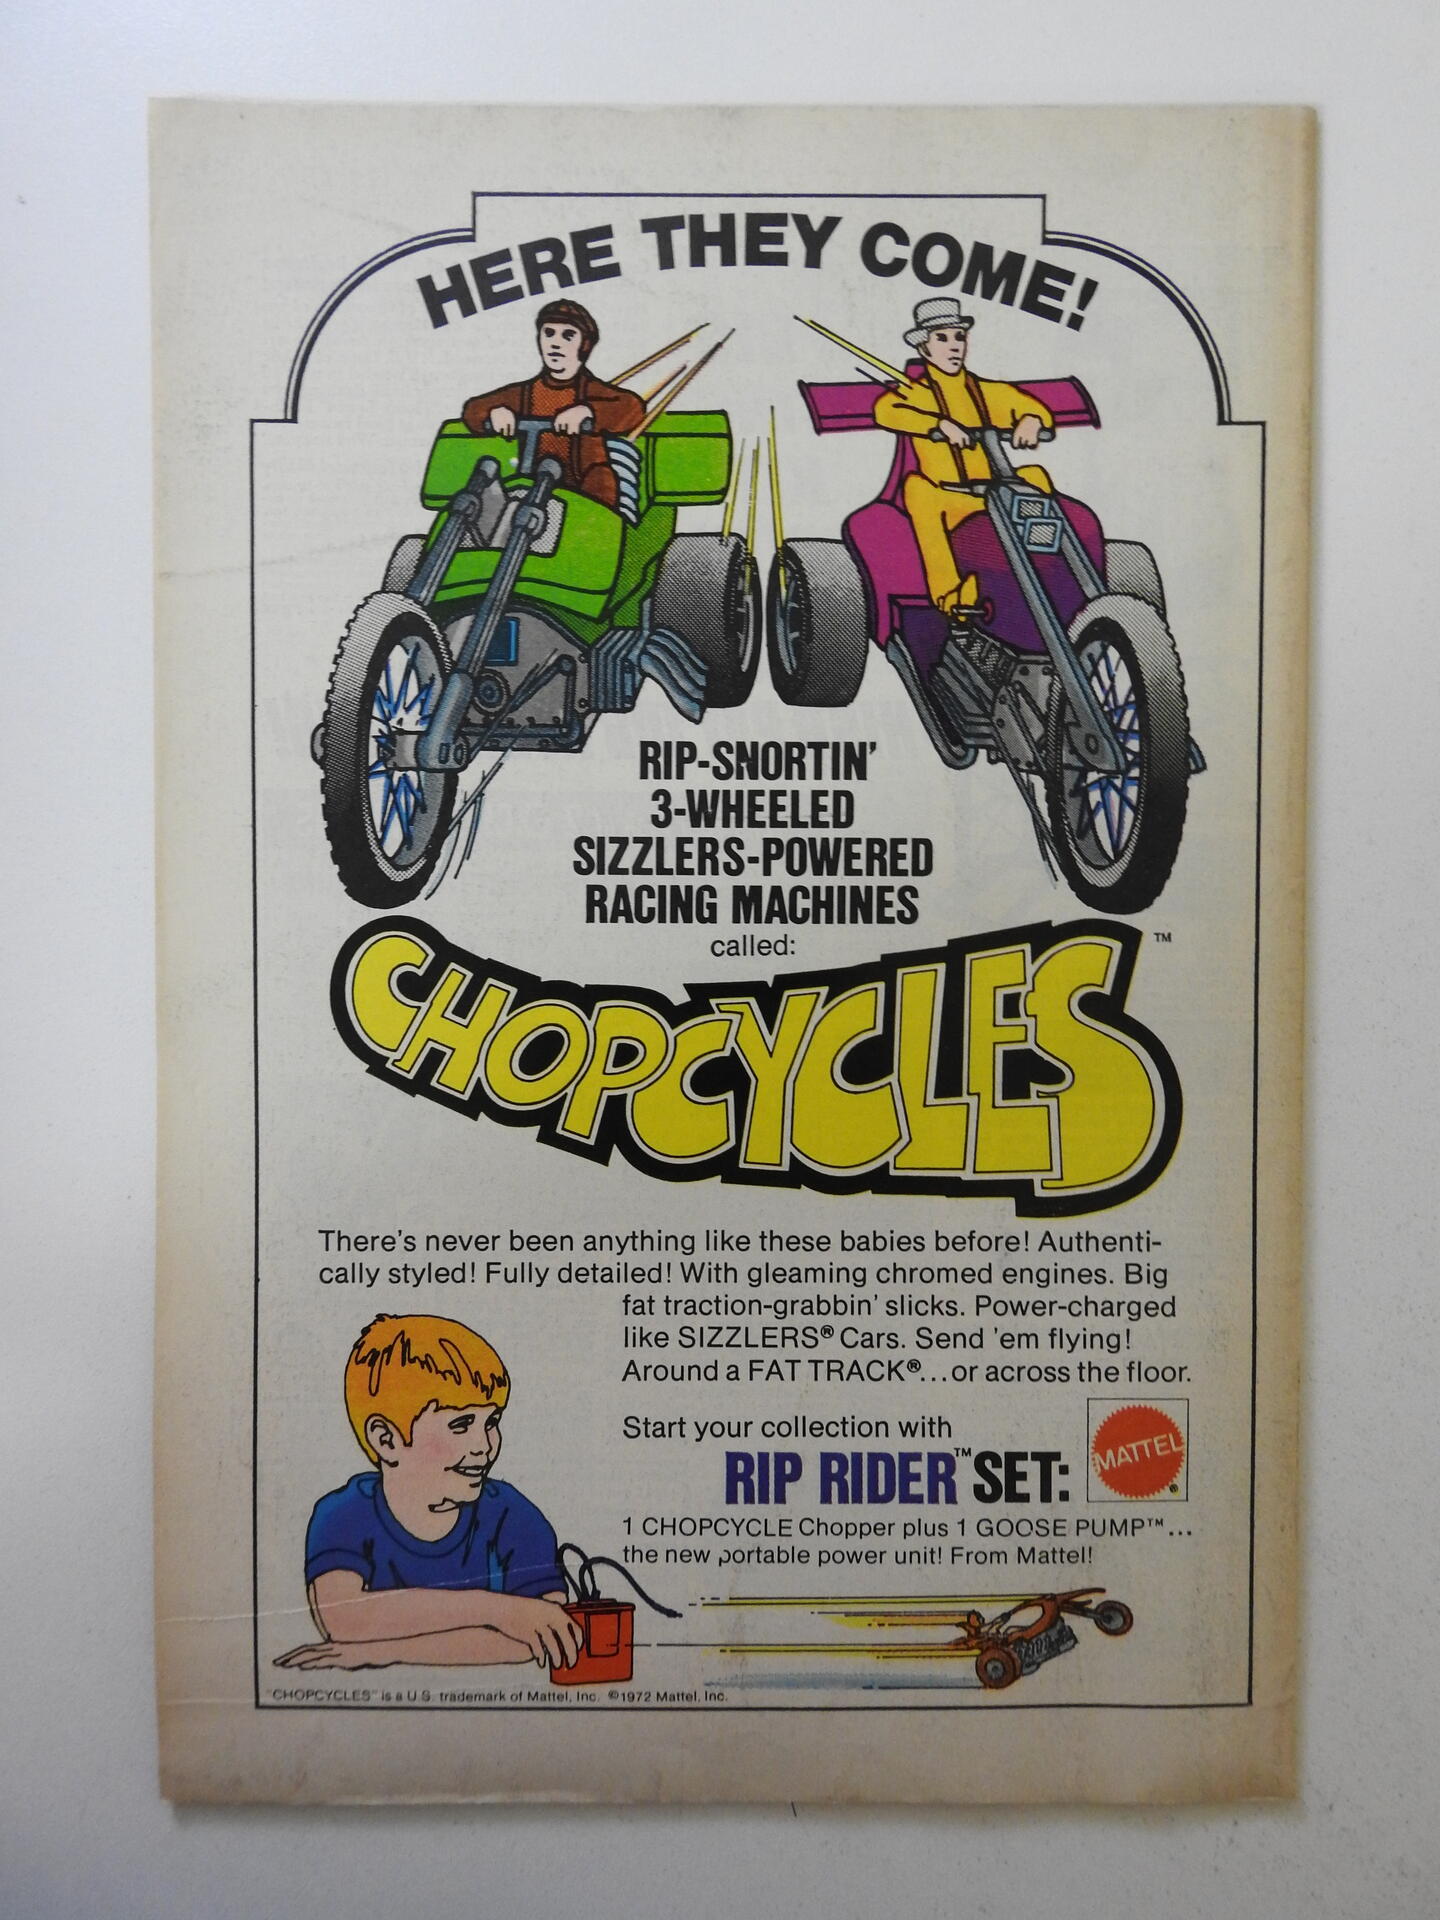 HERE THEY COME!
RIP-SNORTIN'
3-WHEELED
SIZZLERS-POWERED
RACING MACHINES
called:
CHOPCYCLES™
There's never been anything like these babies before! Authenti-
cally styled! Fully detailed! With gleaming chromed engines. Big
fat traction-grabbin' slicks. Power-charged
like SIZZLERS® Cars. Send 'em flying!
Around a FAT TRACK®...or across the floor.
Start your collection with
RIP RIDER™ SET:
MATTEL®
1 CHOPCYCLE Chopper plus 1 GOOSE PUMP™...
the new portable power unit! From Mattel!
"CHOPCYCLES" is a U.S. trademark of Mattel, Inc. ©1972 Mattel, Inc.